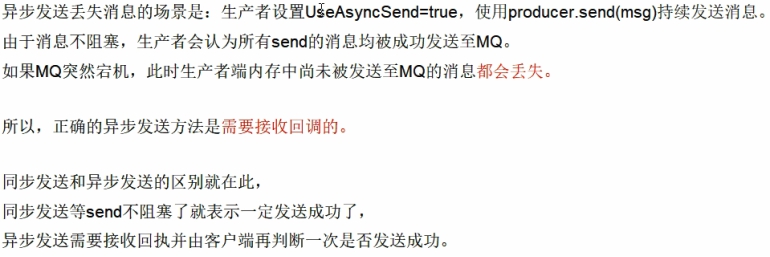 异步发送丢失消息的场景是：生产者设置UseAsyncSend=true，使用producer.send(msg)持续发送消息。
由于消息不阻塞，生产者会认为所有send的消息均被成功发送至MQ。
如果MQ突然宕机，此时生产者端内存中尚未被发送至MQ的消息都会丢失。
所以，正确的异步发送方法是需要接收回调的。
同步发送和异步发送的区别就在此，
同步发送等send不阻塞了就表示一定发送成功了，
异步发送需要接收回执并由客户端再判断一次是否发送成功。